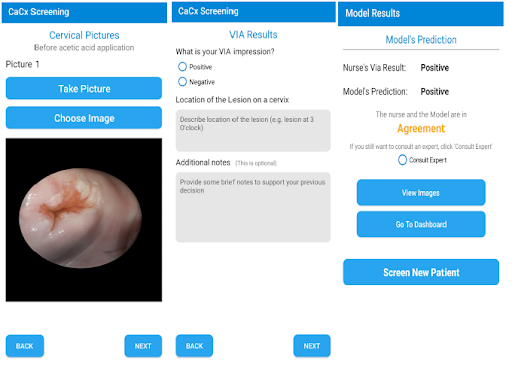 CaCx Screening
Cervical Pictures
Before acetic acid application
Picture 1
Take Picture
Choose Image
BACK
NEXT
CaCx Screening
VIA Results
What is your VIA impression?
Positive
Negative
Location of the Lesion on a cervix
Describe location of the lesion (e.g. lesion at 3
O'clock)
Additional notes (This is optional)
Provide some brief notes to support your previous
decision
BACK
NEXT
Model Results
Model's Prediction
Nurse's Via Result: Positive
Model's Prediction: Positive
The nurse and the Model are in
Agreement
If you still want to consult an expert, click 'Consult Expert'
Consult Expert
View Images
Go To Dashboard
Screen New Patient